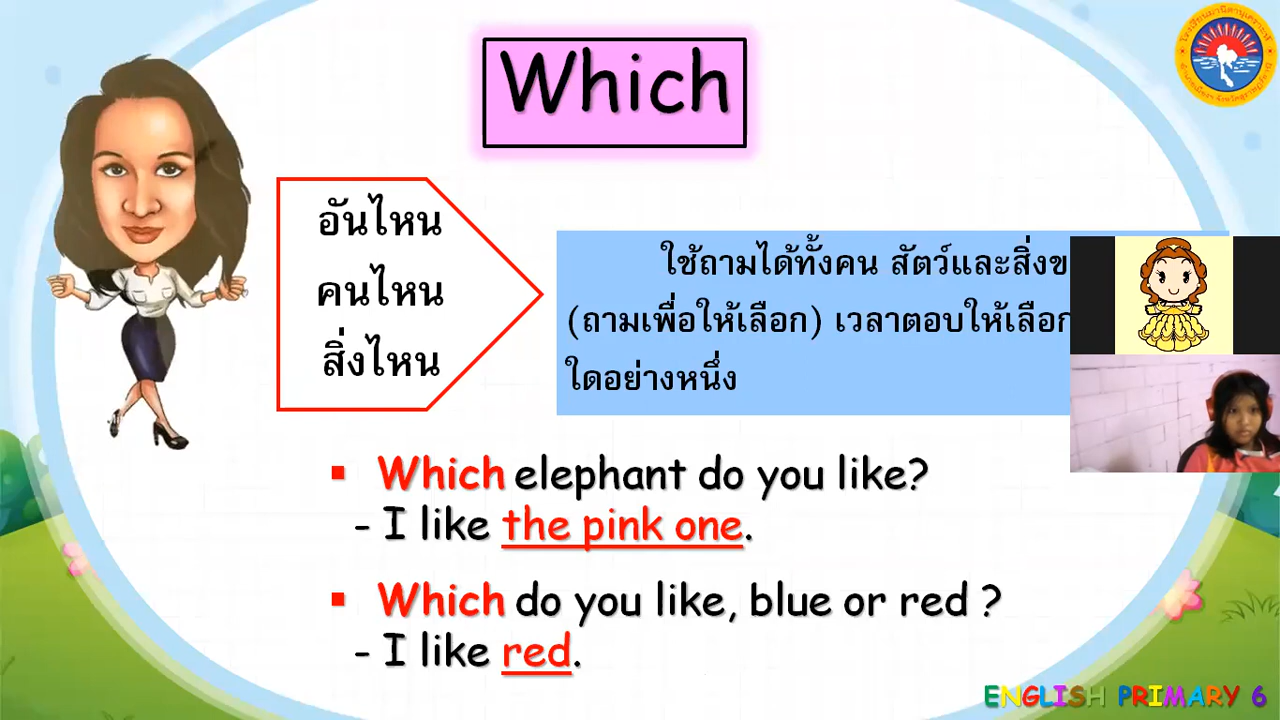 Which
อันไหน
คนไหน
สิ่งไหน
ใช้ถามได้ทั้งคน สัตว์และสิ่งข
(ถามเพื่อให้เลือก) เวลาตอบให้เลือก
ใดอย่างหนึ่ง
Which elephant do you like?
- I like the pink one.
Which do you like, blue or red ?
- I like red.
ENGLISH PRIMARY 6